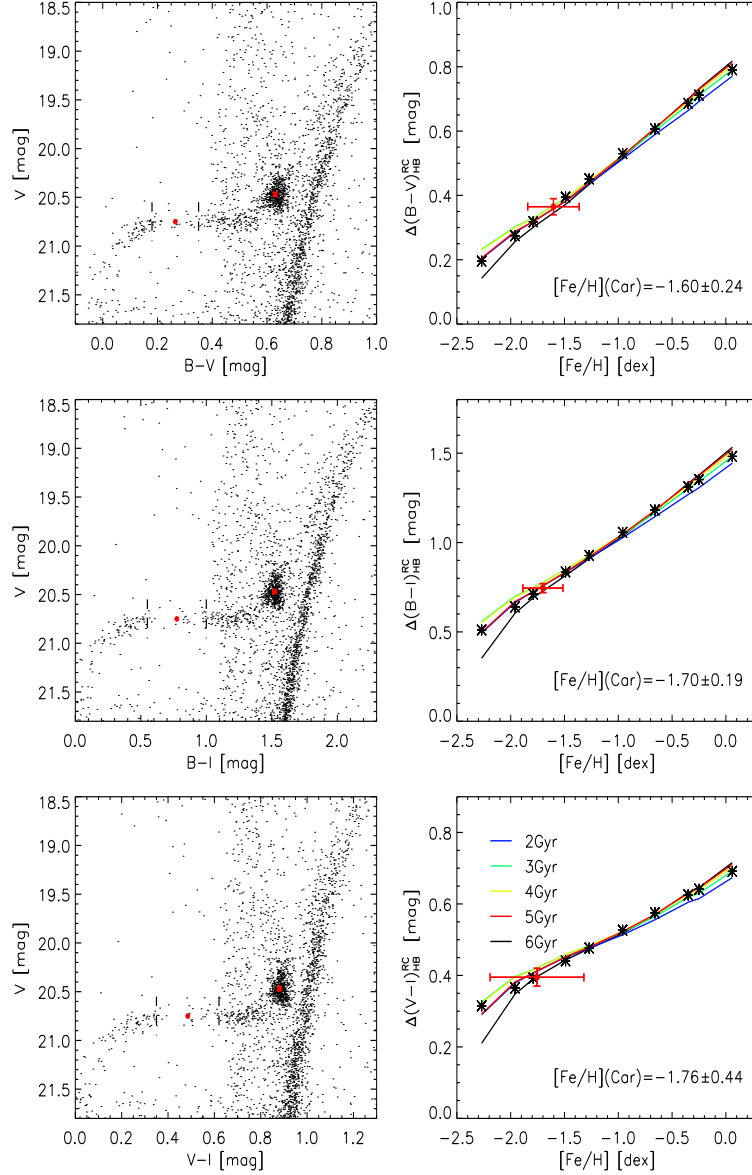 18.5
19.0
19.5
20.0
20.5
21.0
21.5
V [mag]
0.0 0.2 0.4 0.6 0.8 1.0
B−V [mag]
0.0
0.2
0.4
0.6
0.8
1.0
Δ(B−V)RC HB [mag]
[Fe/H](Car)=−1.60±0.24
−2.5 −2.0 −1.5 −1.0 −0.5 0.0
[Fe/H] [dex]
18.5
19.0
19.5
20.0
20.5
21.0
21.5
V [mag]
0.0 0.5 1.0 1.5 2.0
B−I [mag]
0.0
0.5
1.0
1.5
Δ(B−I)RC HB [mag]
[Fe/H](Car)=−1.70±0.19
−2.5 −2.0 −1.5 −1.0 −0.5 0.0
[Fe/H] [dex]
18.5
19.0
19.5
20.0
20.5
21.0
21.5
V [mag]
0.0 0.2 0.4 0.6 0.8 1.0 1.2
V−I [mag]
0.0
0.2
0.4
0.6
0.8
Δ(V−I)RC HB [mag]
2Gyr
3Gyr
4Gyr
5Gyr
6Gyr
[Fe/H](Car)=−1.76±0.44
−2.5 −2.0 −1.5 −1.0 −0.5 0.0
[Fe/H] [dex]